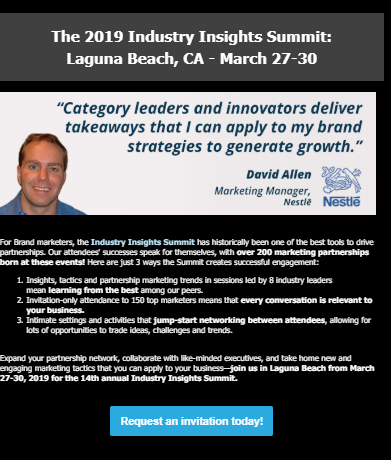 The 2019 Industry Insights Summit:
Laguna Beach, CA - March 27-30
“Category leaders and innovators deliver
takeaways that I can apply to my brand
strategies to generate growth.”
David Allen
Marketing Manager,
Nestlē
Nestlē
For Brand marketers, the Industry Insights Summit has historically been one of the best tools to drive
partnerships. Our attendees' successes speak for themselves, with over 200 marketing partnerships
born at these events! Here are just 3 ways the Summit creates successful engagement:
1. Insights, tactics and partnership marketing trends in sessions led by 8 industry leaders
mean learning from the best among our peers.
2. Invitation-only attendance to 150 top marketers means that every conversation is relevant to
your business.
3. Intimate settings and activities that jump-start networking between attendees, allowing for
lots of opportunities to trade ideas, challenges and trends.
Expand your partnership network, collaborate with like-minded executives, and take home new and
engaging marketing tactics that you can apply to your business—join us in Laguna Beach from March
27-30, 2019 for the 14th annual Industry Insights Summit.
Request an invitation today!